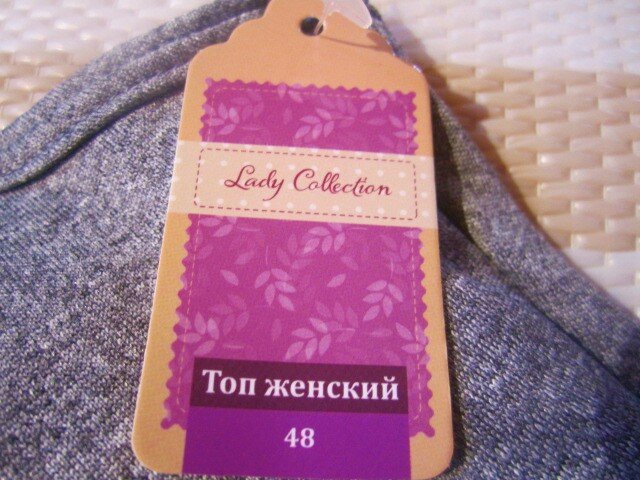 Lady Collection
Топ женский
48